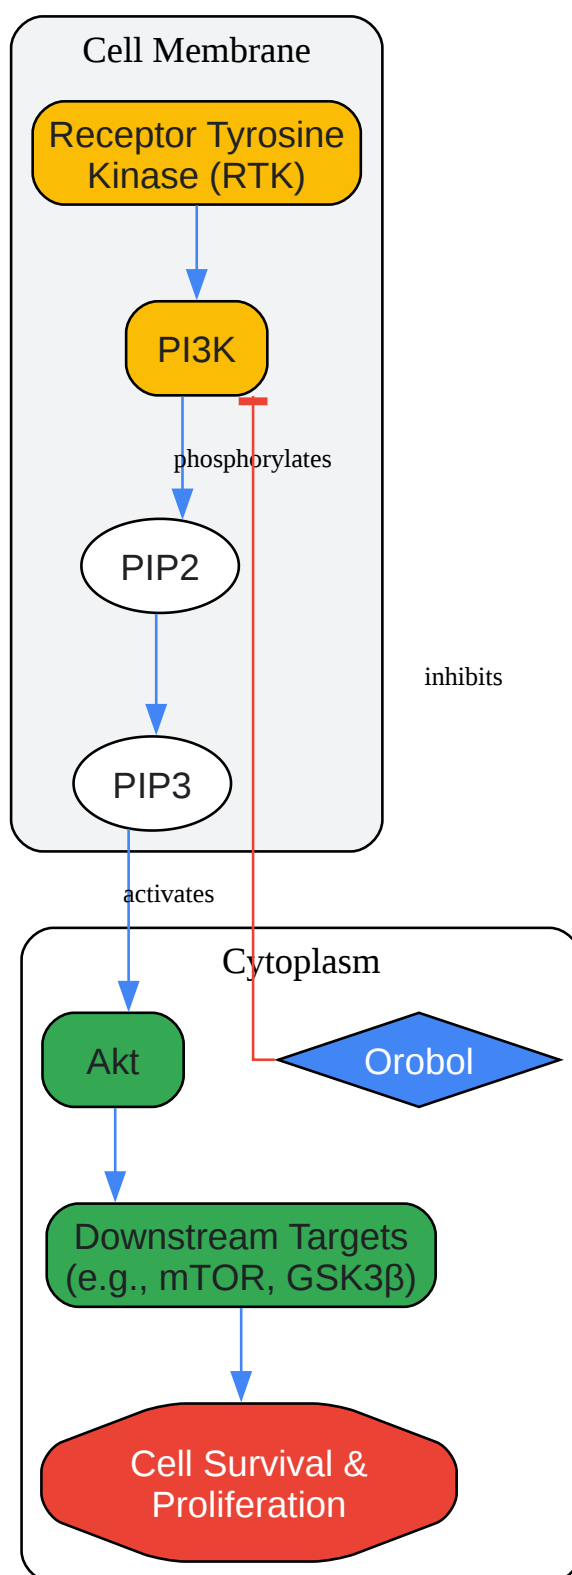 Cell Membrane
Receptor Tyrosine
Kinase (RTK)
PI3K
phosphorylates
PIP2
inhibits
PIP3
activates
Cytoplasm
Akt
Orobol
Downstream Targets
(e.g., mTOR, GSK3β)
Cell Survival &
Proliferation